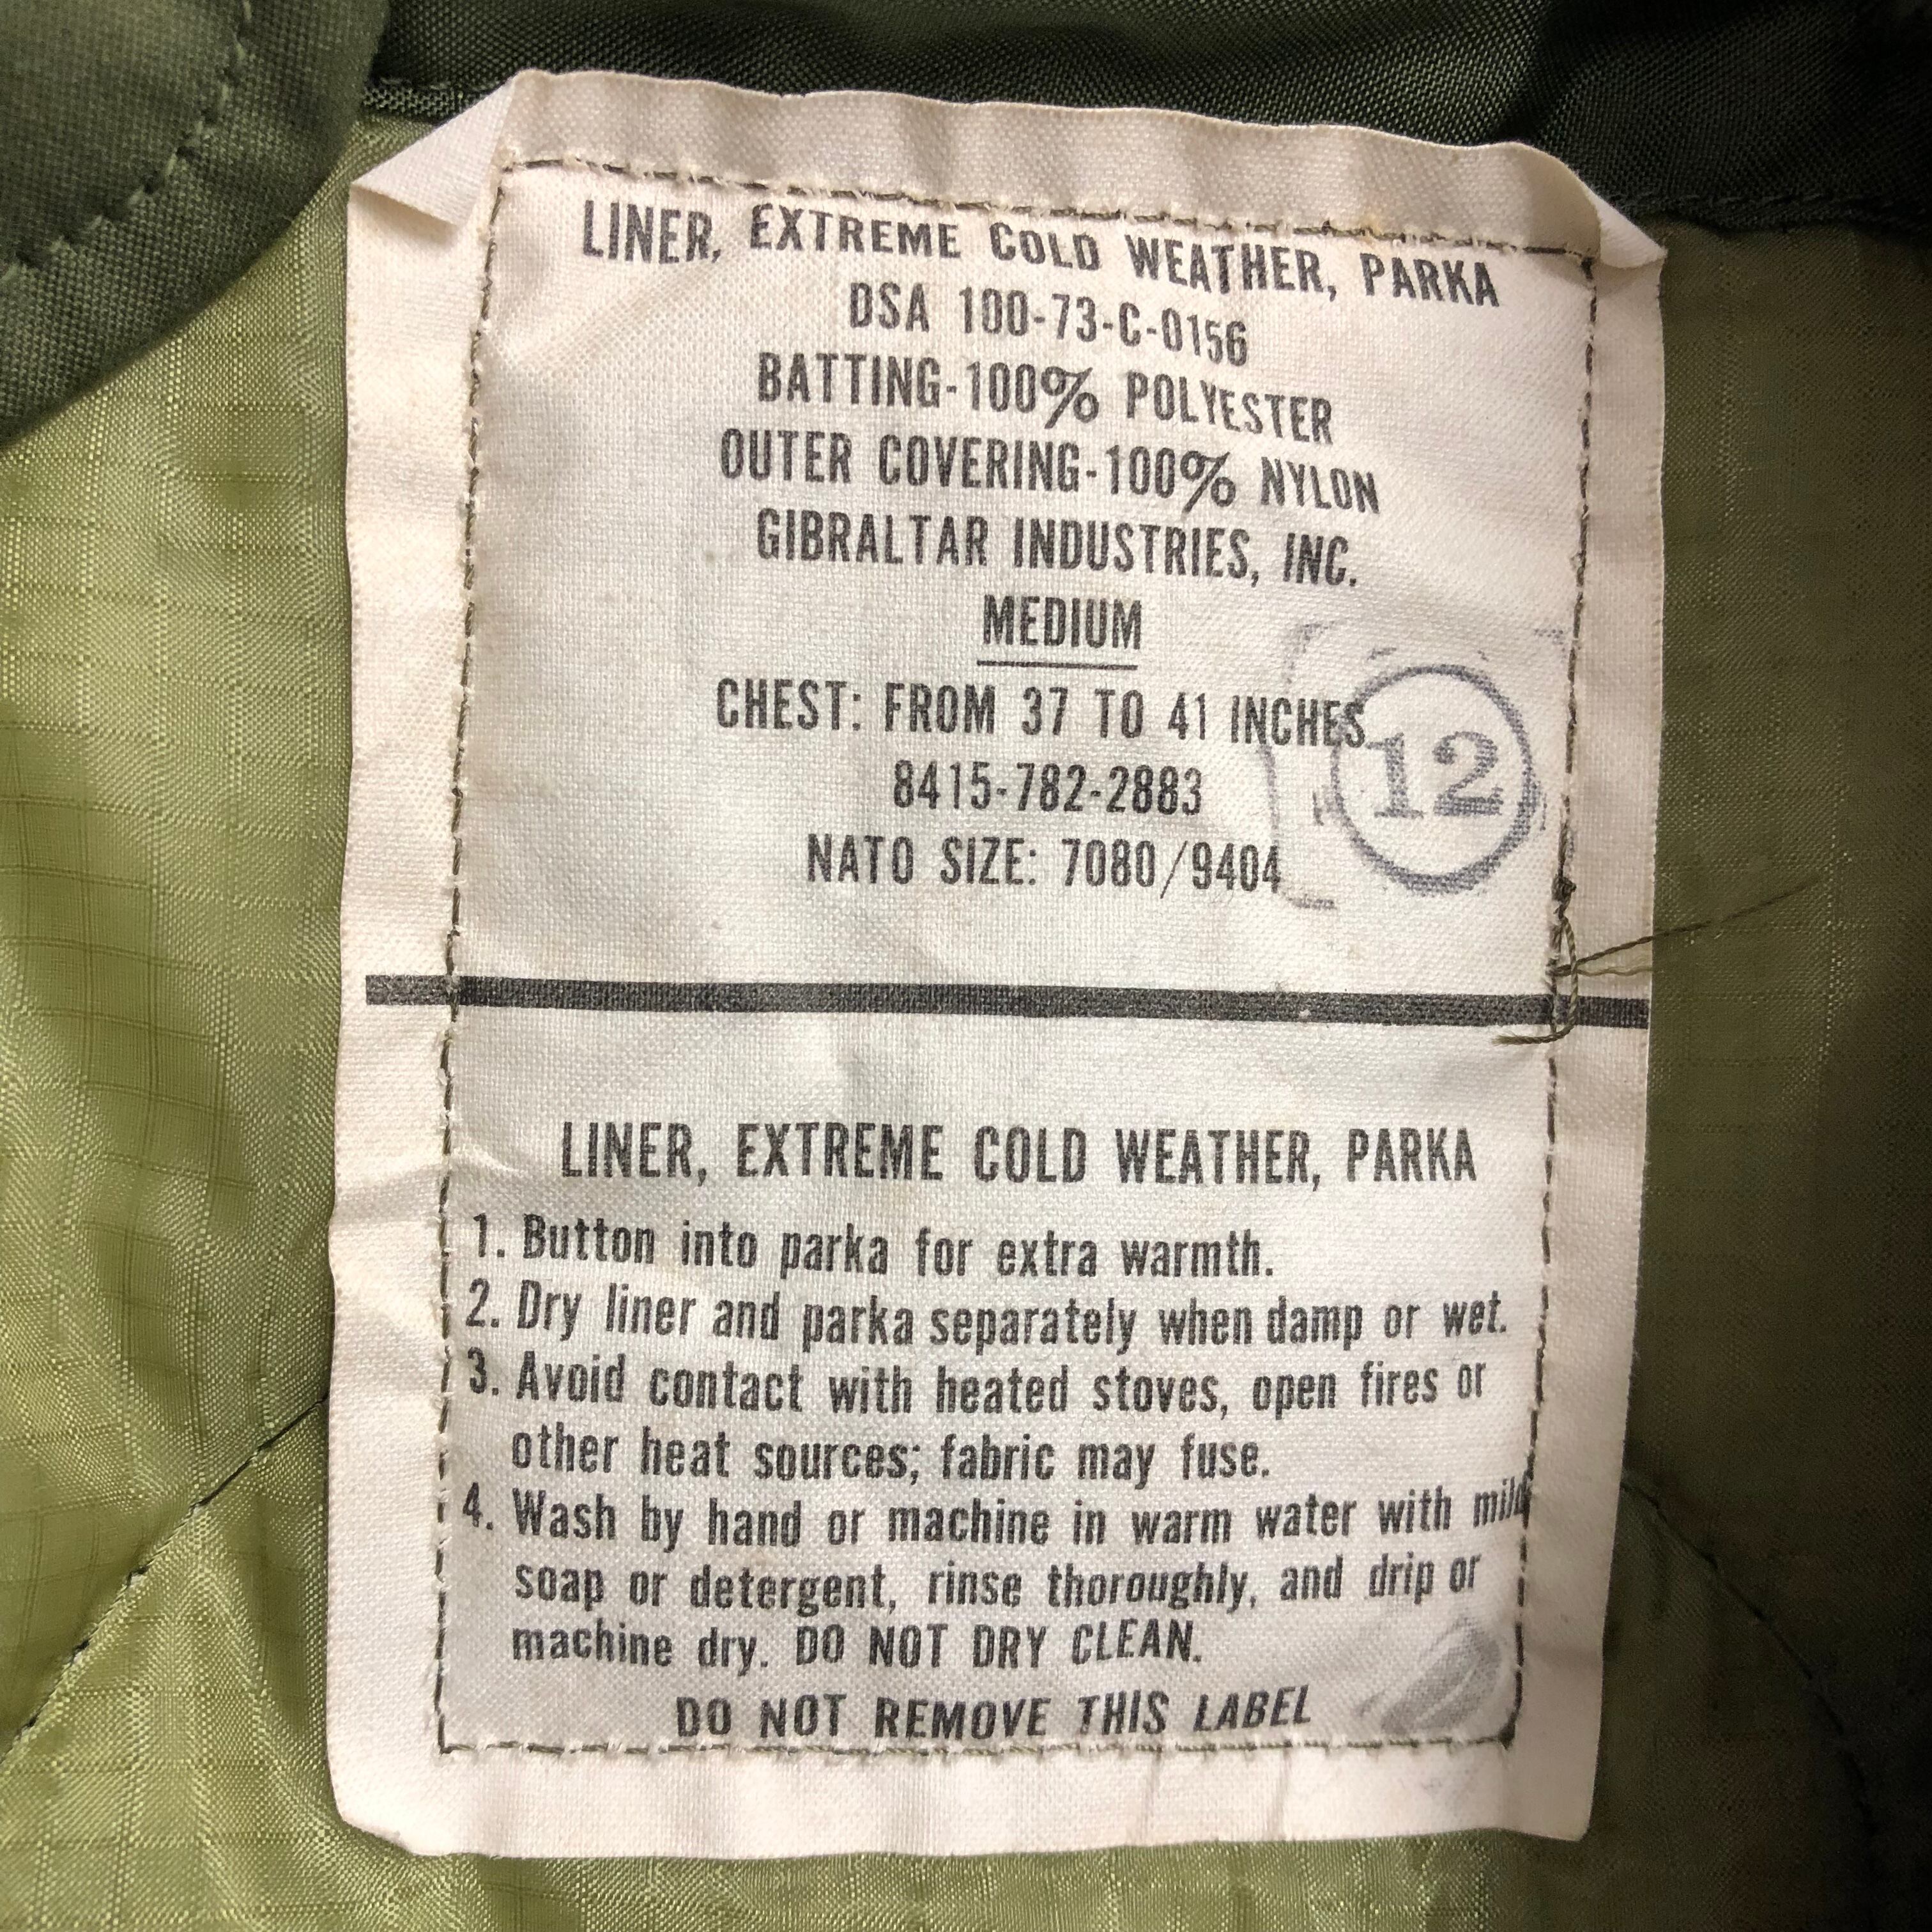 LINER, EXTREME COLD WEATHER, PARKA
DSA 100-73-C-0156
BATTING-100% POLYESTER
OUTER COVERING-100% NYLON
GIBRALTAR INDUSTRIES, INC.
MEDIUM
CHEST: FROM 37 TO 41 INCHES
12
8415-782-2883
NATO SIZE: 7080/9404
LINER, EXTREME COLD WEATHER, PARKA
1. Button into parka for extra warmth.
2. Dry liner and parka separately when damp or wet.
3. Avoid contact with heated stoves, open fires or
other heat sources; fabric may fuse.
4. Wash by hand or machine in warm water with mild
soap or detergent, rinse thoroughly, and drip or
machine dry. DO NOT DRY CLEAN.
DO NOT REMOVE THIS LABEL